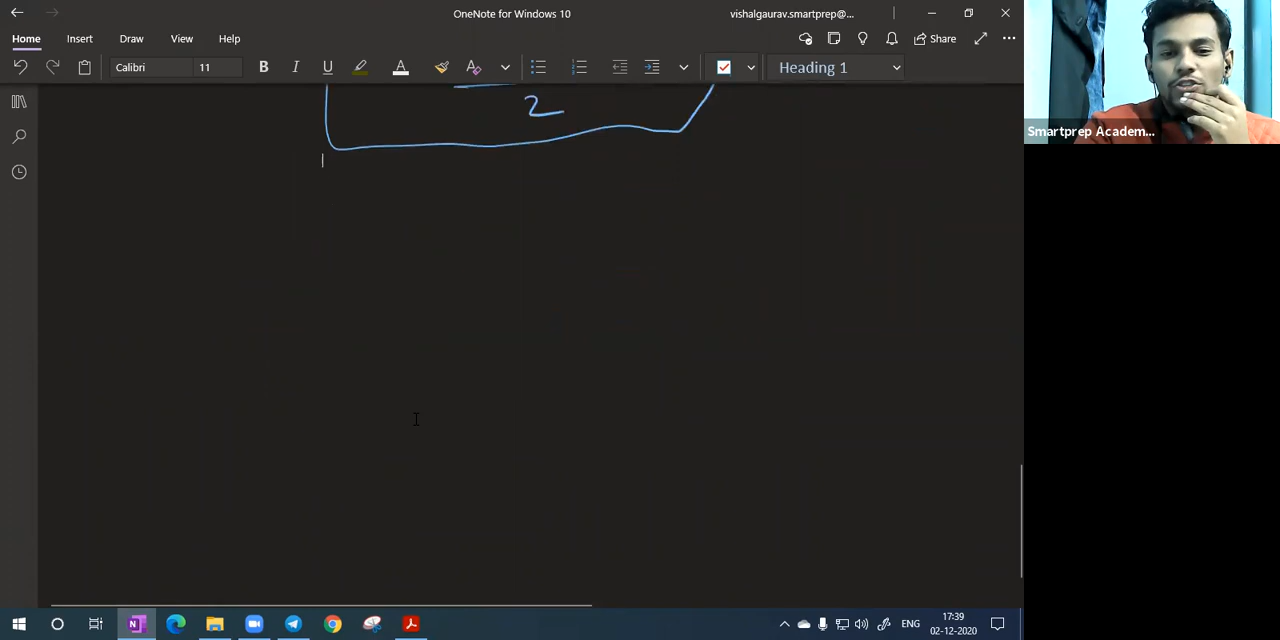 OneNote for Windows 10
vishalgaurav.smartprep@...
Home Insert Draw View Help
Share
Calibri 11 B I U A A Heading 1
2
Smartprep Academ...
ENG
17:39
02-12-2020